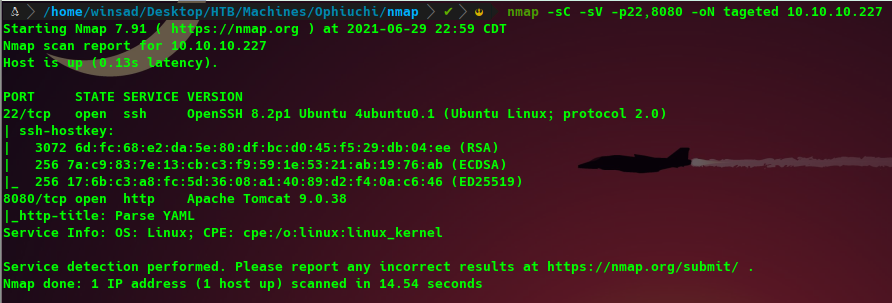 /home/winsad/Desktop/HTB/Machines/Ophiuchi/nmap ✔ nmap -sC -sV -p22,8080 -oN tageted 10.10.10.227
Starting Nmap 7.91 ( https://nmap.org ) at 2021-06-29 22:59 CDT
Nmap scan report for 10.10.10.227
Host is up (0.13s latency).
PORT     STATE SERVICE VERSION
22/tcp   open  ssh     OpenSSH 8.2p1 Ubuntu 4ubuntu0.1 (Ubuntu Linux; protocol 2.0)
| ssh-hostkey:
|   3072 6d:fc:68:e2:da:5e:80:df:bc:d0:45:f5:29:db:04:ee (RSA)
|   256 7a:c9:83:7e:13:cb:c3:f9:59:1e:53:21:ab:19:76:ab (ECDSA)
|_  256 17:6b:c3:a8:fc:5d:36:08:a1:40:89:d2:f4:0a:c6:46 (ED25519)
8080/tcp open  http    Apache Tomcat 9.0.38
|_http-title: Parse YAML
Service Info: OS: Linux; CPE: cpe:/o:linux:linux_kernel
Service detection performed. Please report any incorrect results at https://nmap.org/submit/ .
Nmap done: 1 IP address (1 host up) scanned in 14.54 seconds